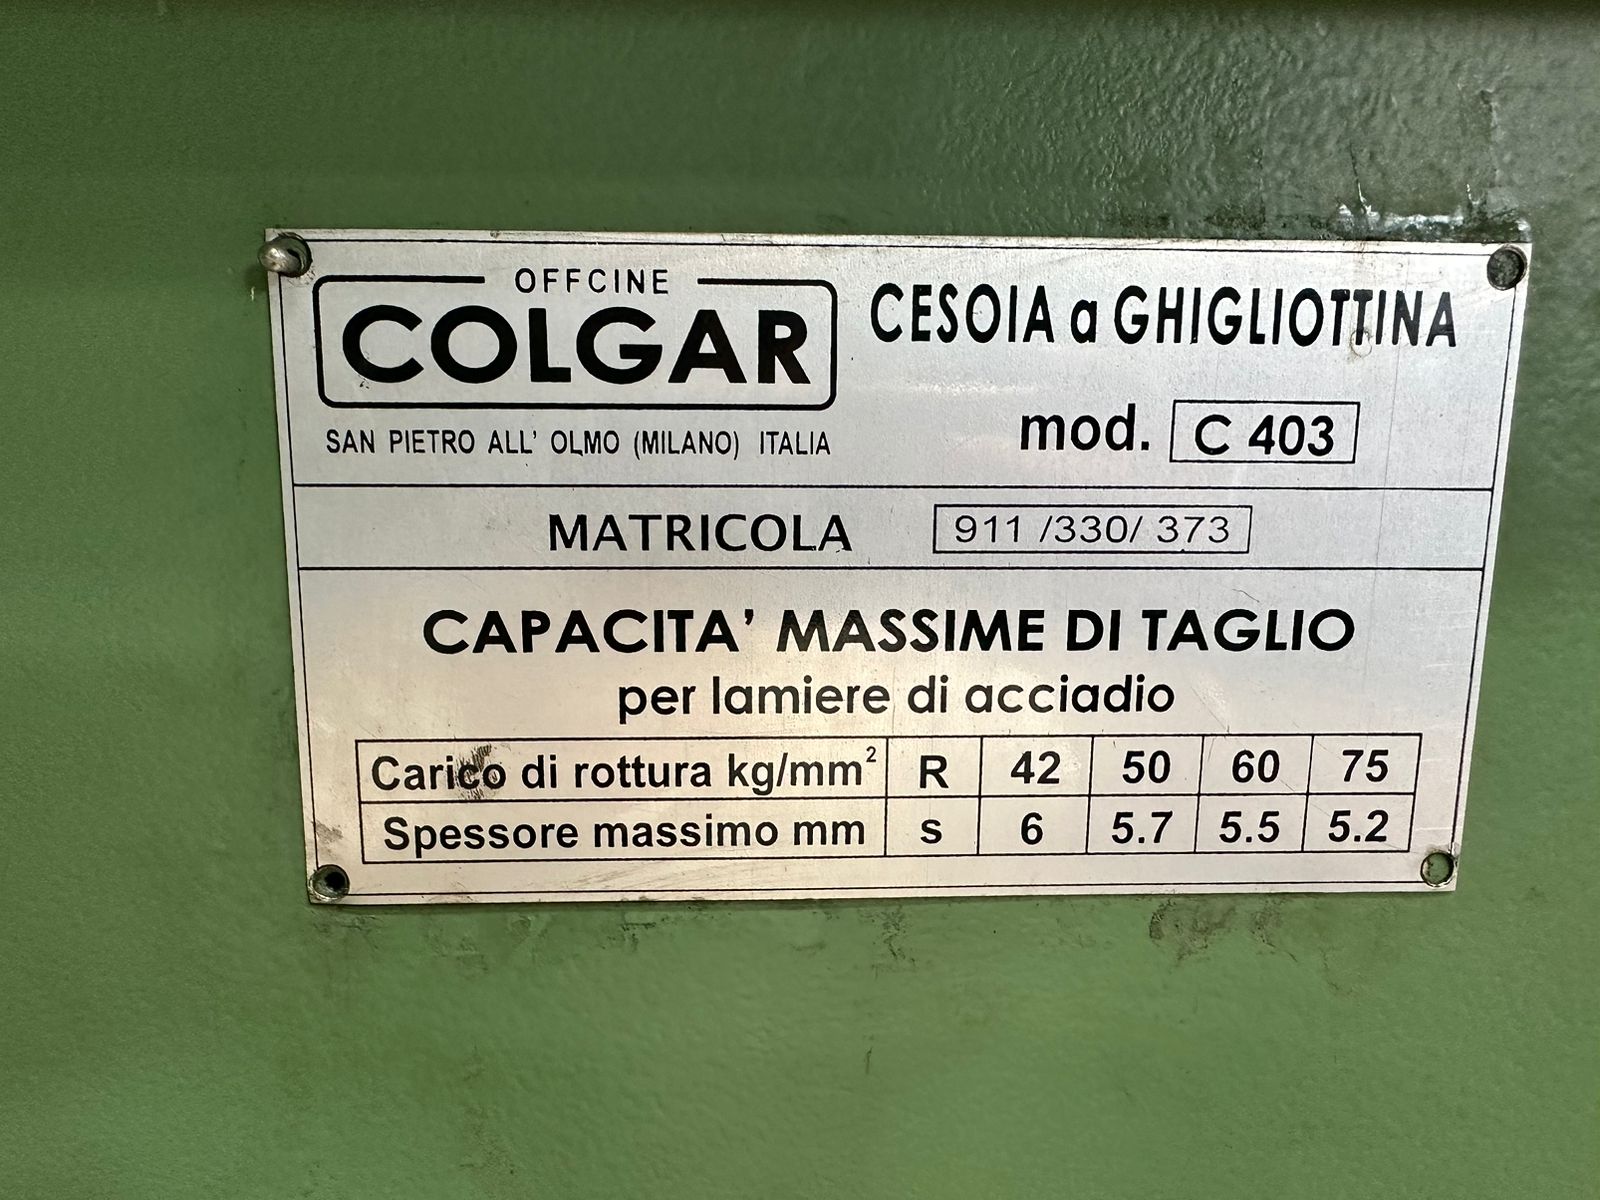 OFFCINE
COLGAR
SAN PIETRO ALL' OLMO (MILANO) ITALIA
CESOIA a GHIGLIOTTINA
mod. C 403
MATRICOLA 911 /330/ 373
CAPACITA' MASSIME DI TAGLIO
per lamiere di acciadio
Carico di rottura kg/mm² R 42 50 60 75
Spessore massimo mm s 6 5.7 5.5 5.2